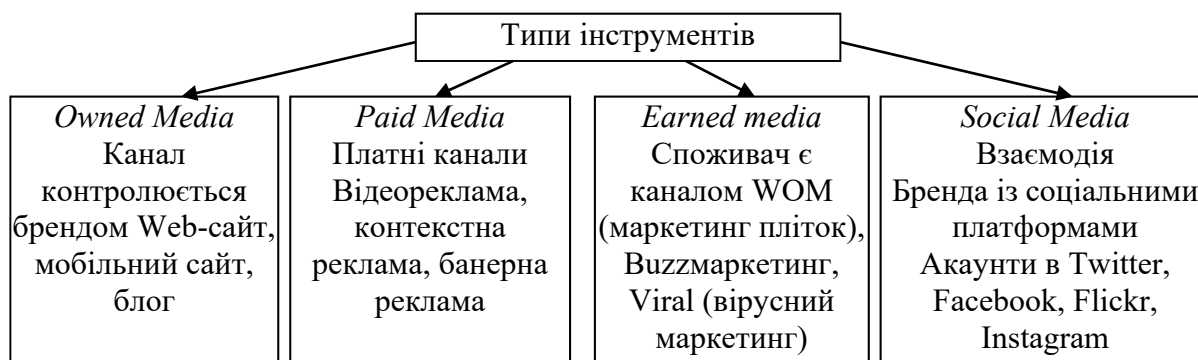 Типи інструментів
Owned Media
Канал
контролюється
брендом Web-сайт,
мобільний сайт,
блог
Paid Media
Платні канали
Відеореклама,
контекстна
реклама, банерна
реклама
Earned media
Споживач є
каналом WOM
(маркетинг пліток),
Buzzмаркетинг,
Viral (вірусний
маркетинг)
Social Media
Взаємодія
Бренда із соціальними
платформами
Акаунти в Twitter,
Facebook, Flickr,
Instagram